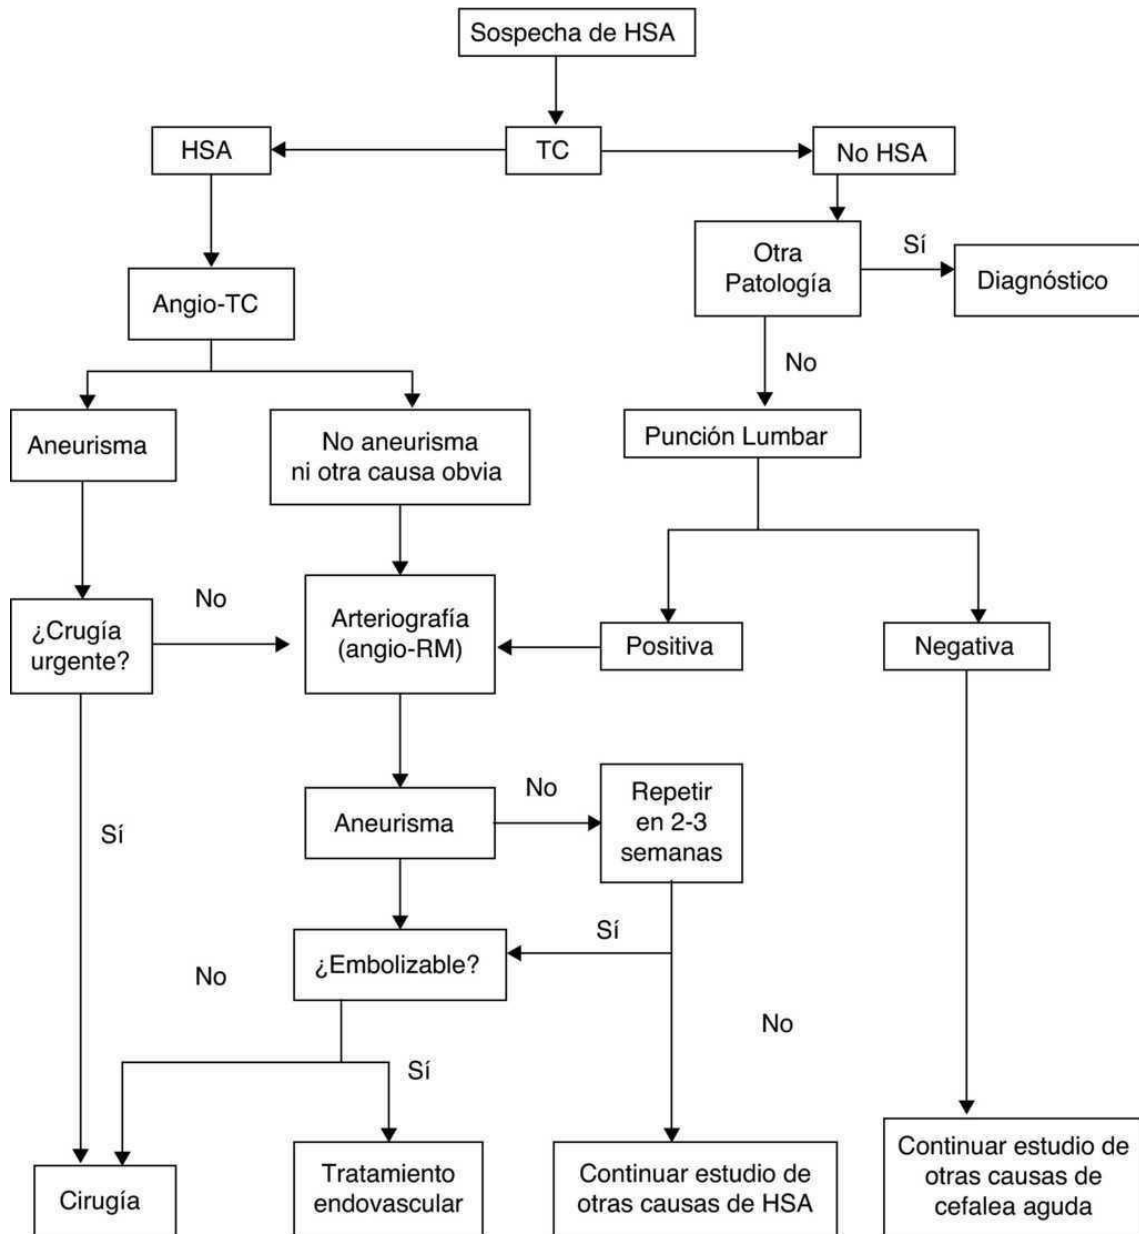 Sospecha de HSA
HSA
TC
No HSA
Otra
Patología
Sí
Diagnóstico
Angio-TC
No
Aneurisma
No aneurisma
ni otra causa obvia
Punción Lumbar
¿Crugía
urgente?
No
Arteriografía
(angio-RM)
Positiva
Negativa
Sí
Aneurisma
No
Repetir
en 2-3
semanas
¿Embolizable?
Sí
No
No
Sí
Cirugía
Tratamiento
endovascular
Continuar estudio de
otras causas de HSA
Continuar estudio de
otras causas de
cefalea aguda